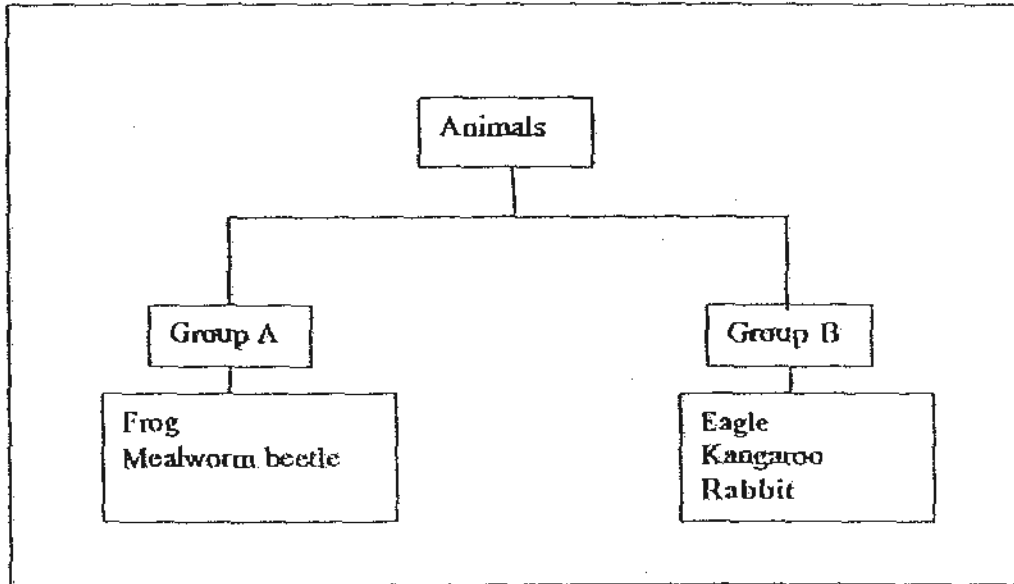 Animals
Group A
Group B
Frog
Mealworm beetle
Eagle
Kangaroo
Rabbit